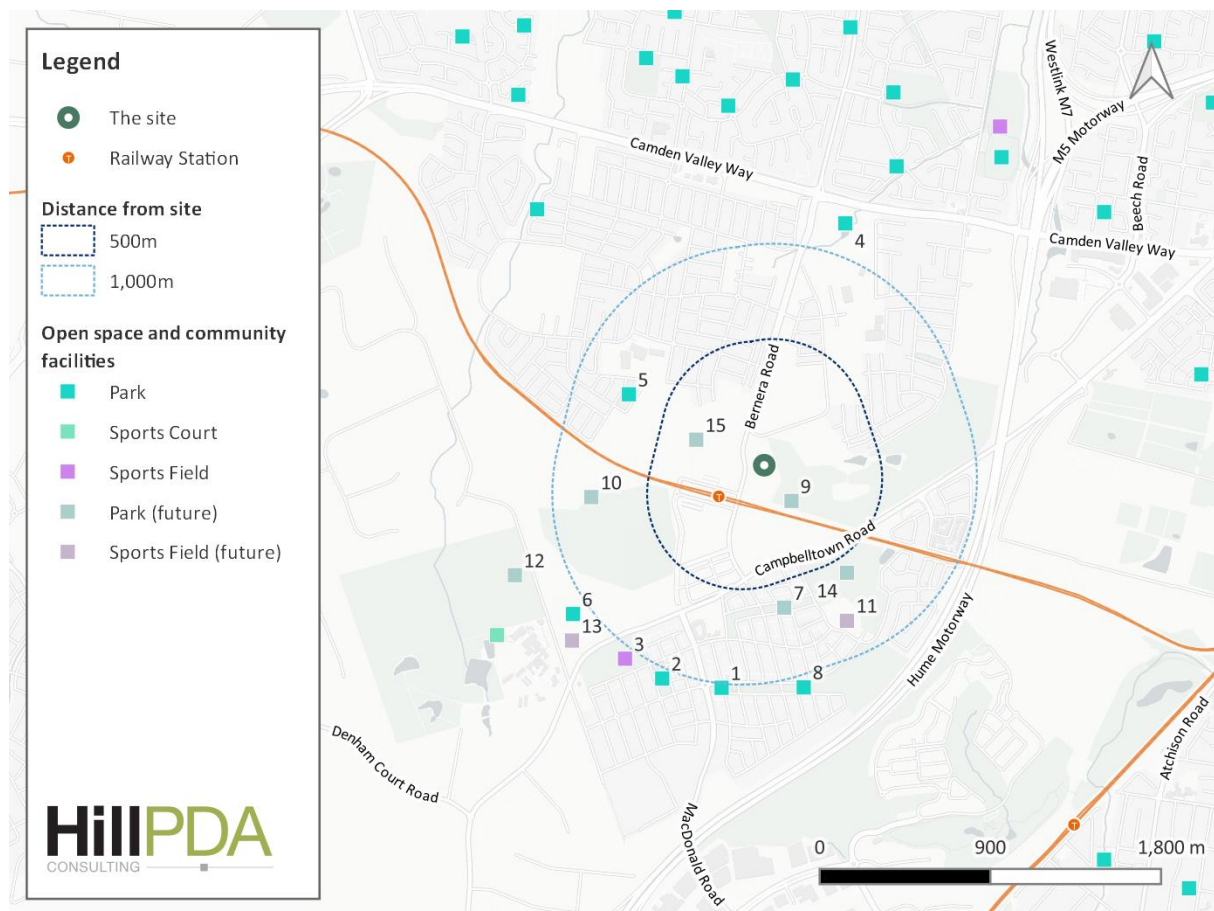 Legend
The site
T
Railway Station
Distance from site
500m
1,000m
Open space and community
facilities
Park
Sports Court
Sports Field
Park (future)
Sports Field (future)
HillPDA
CONSULTING
Westlink M7
M5 Motorway
Beech Road
Camden Valley Way
Camden Valley Way
4
Bernera Road
5
15
T
10
9
Campbelltown Road
12
14
7
11
6
13
3
2
1
8
Hume Motorway
Denham Court Road
MacDonald Road
Atchison Road
T
0
900
1,800 m